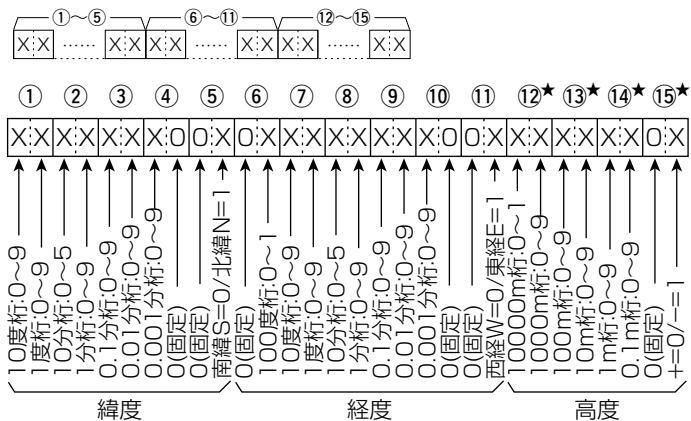 ①～⑤ ⑥～⑪ ⑫～⑮
X X …… X X X X …… X X X X …… X X
① ② ③ ④ ⑤ ⑥ ⑦ ⑧ ⑨ ⑩ ⑪ ⑫★ ⑬★ ⑭★ ⑮★
X X X X X X X 0 0 X 0 X X X X X X X X 0 0 X X X X X X X 0 X
10度桁:0～9
1度桁:0～9
10分桁:0～5
1分桁:0～9
0.1分桁:0～9
0.01分桁:0～9
0.001分桁:0～9
0(固定)
0(固定)
南緯S=0/北緯N=1
0(固定)
100度桁:0～1
10度桁:0～9
1度桁:0～9
10分桁:0～5
1分桁:0～9
0.1分桁:0～9
0.01分桁:0～9
0.001分桁:0～9
0(固定)
0(固定)
西経W=0/東経E=1
10000m桁:0～1
1000m桁:0～9
100m桁:0～9
10m桁:0～9
1m桁:0～9
0.1m桁:0～9
0(固定)
+=0/−=1
緯度 経度 高度